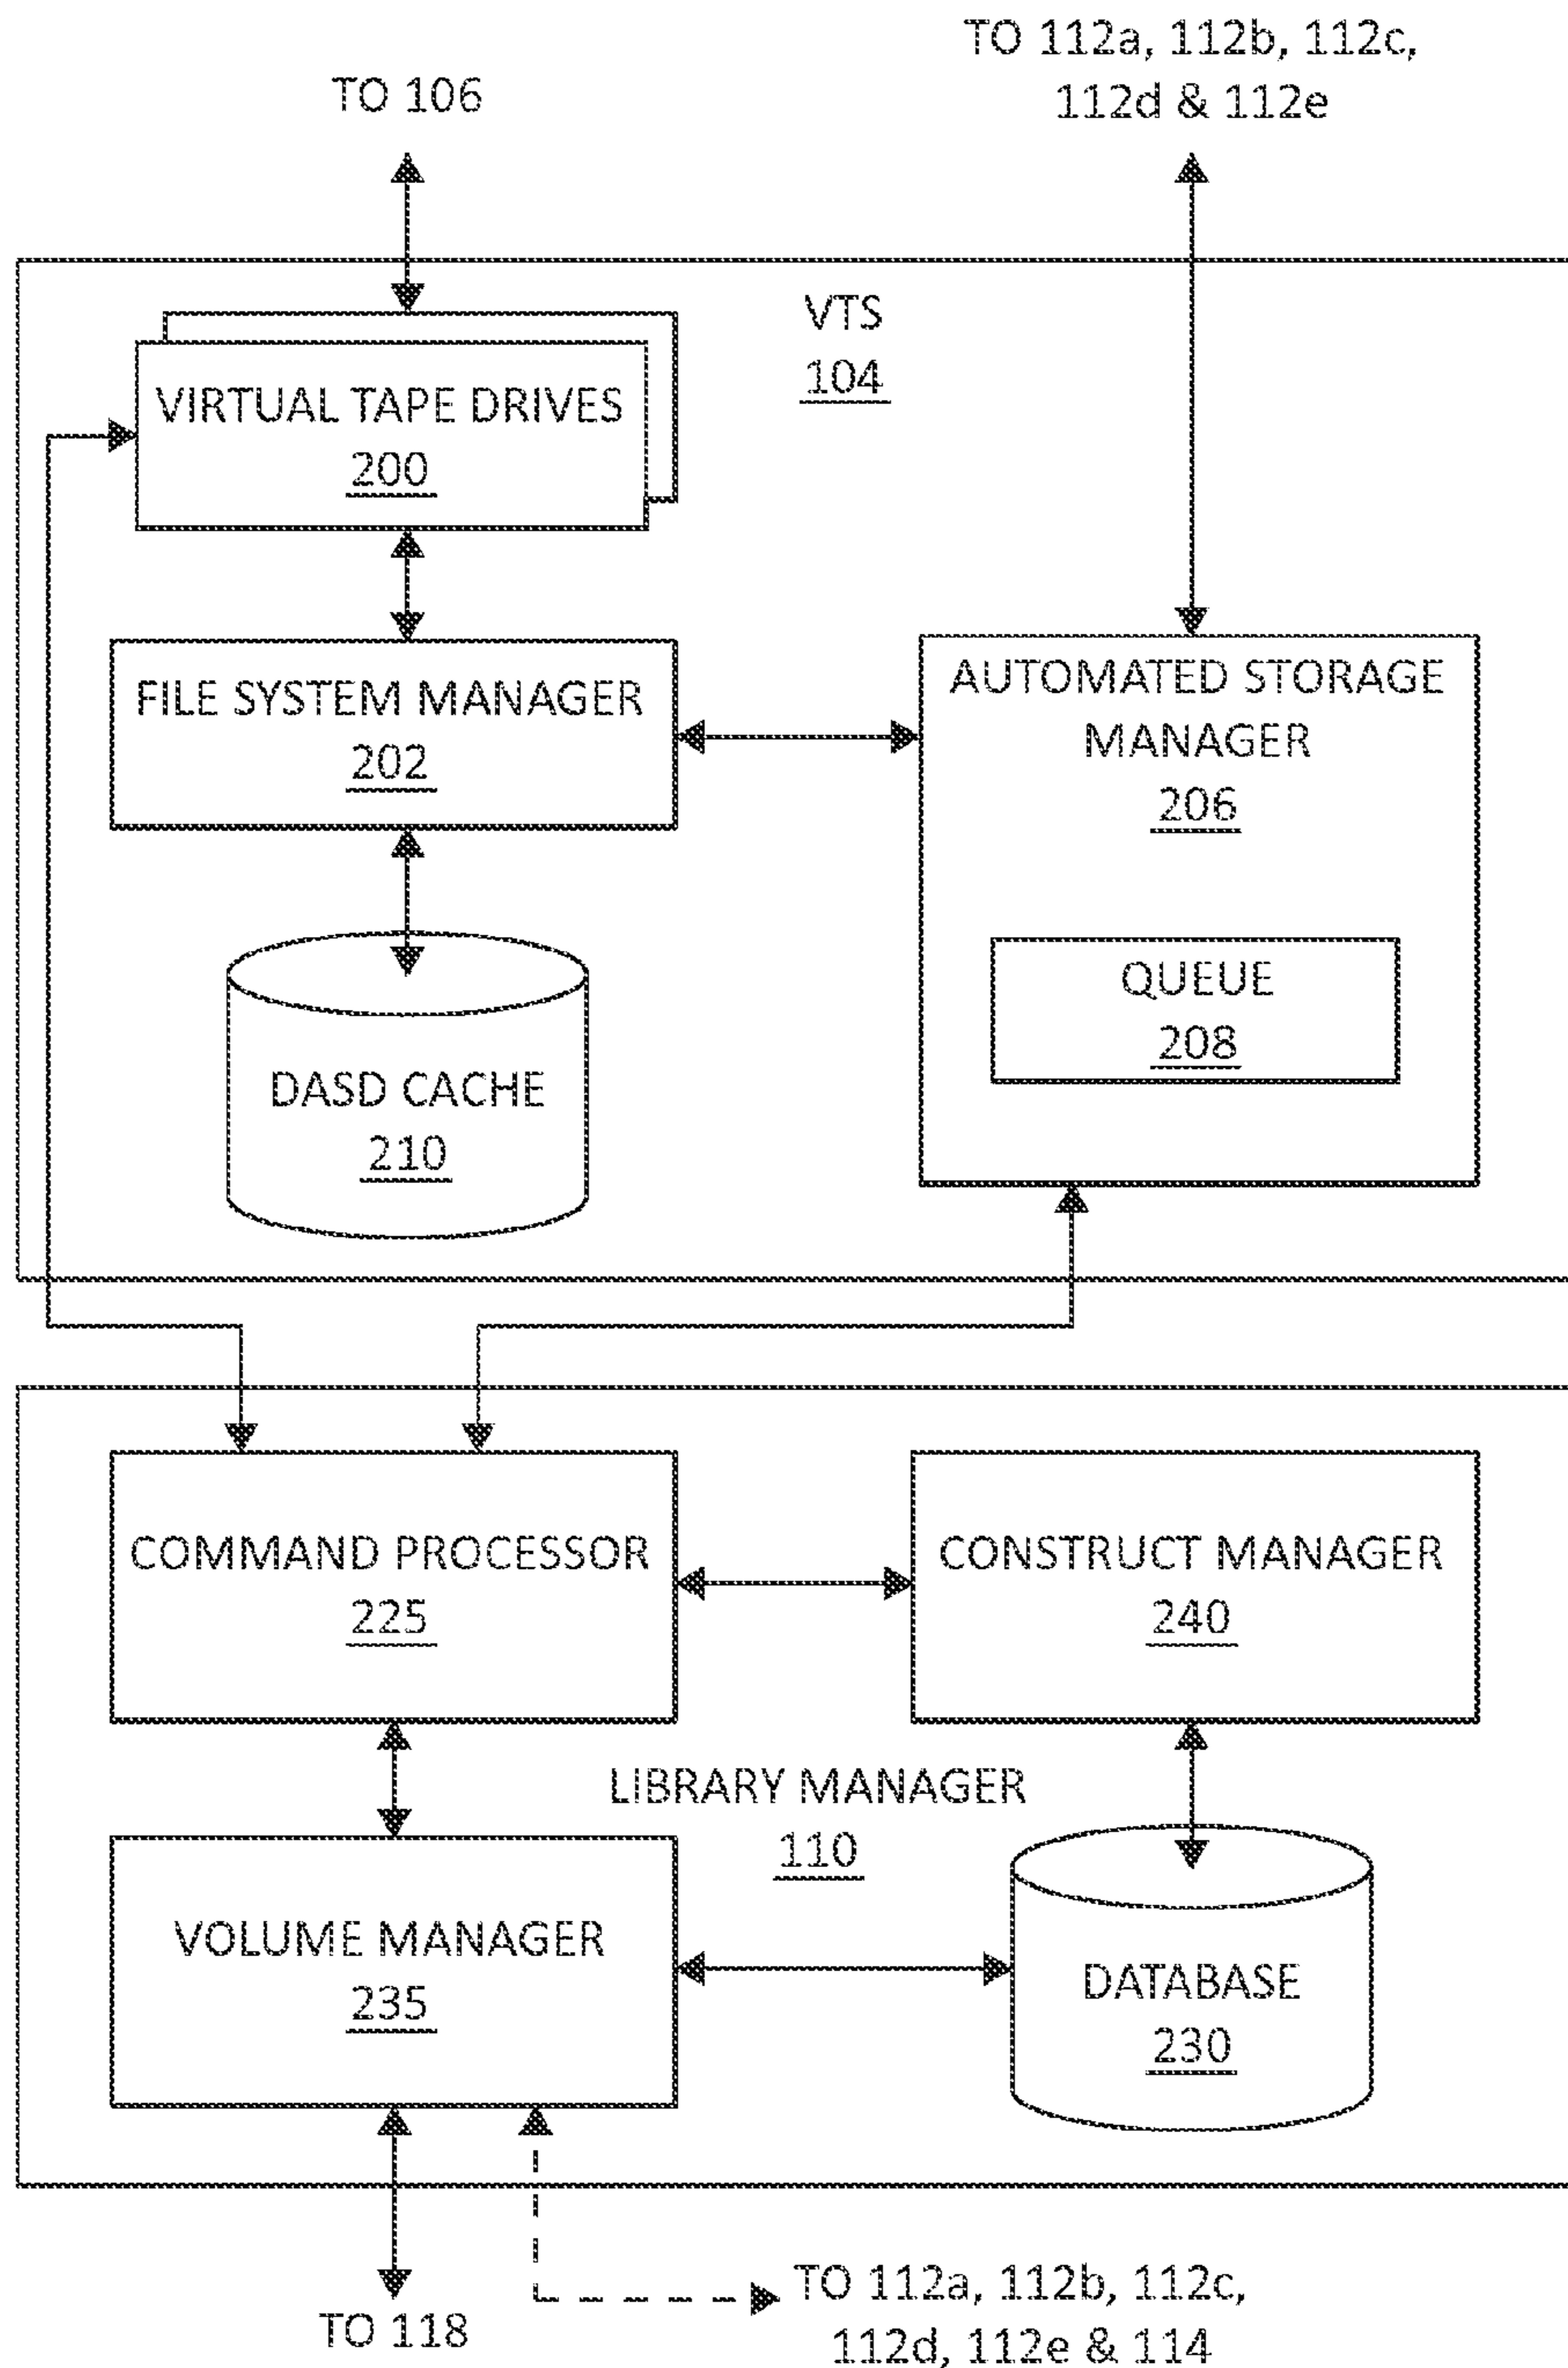 TO 106
TO 112a, 112b, 112c,
112d & 112e
VTS
104
VIRTUAL TAPE DRIVES
200
FILE SYSTEM MANAGER
202
AUTOMATED STORAGE
MANAGER
206
QUEUE
208
DASD CACHE
210
COMMAND PROCESSOR
225
CONSTRUCT MANAGER
240
LIBRARY MANAGER
110
VOLUME MANAGER
235
DATABASE
230
TO 118
TO 112a, 112b, 112c,
112d, 112e & 114